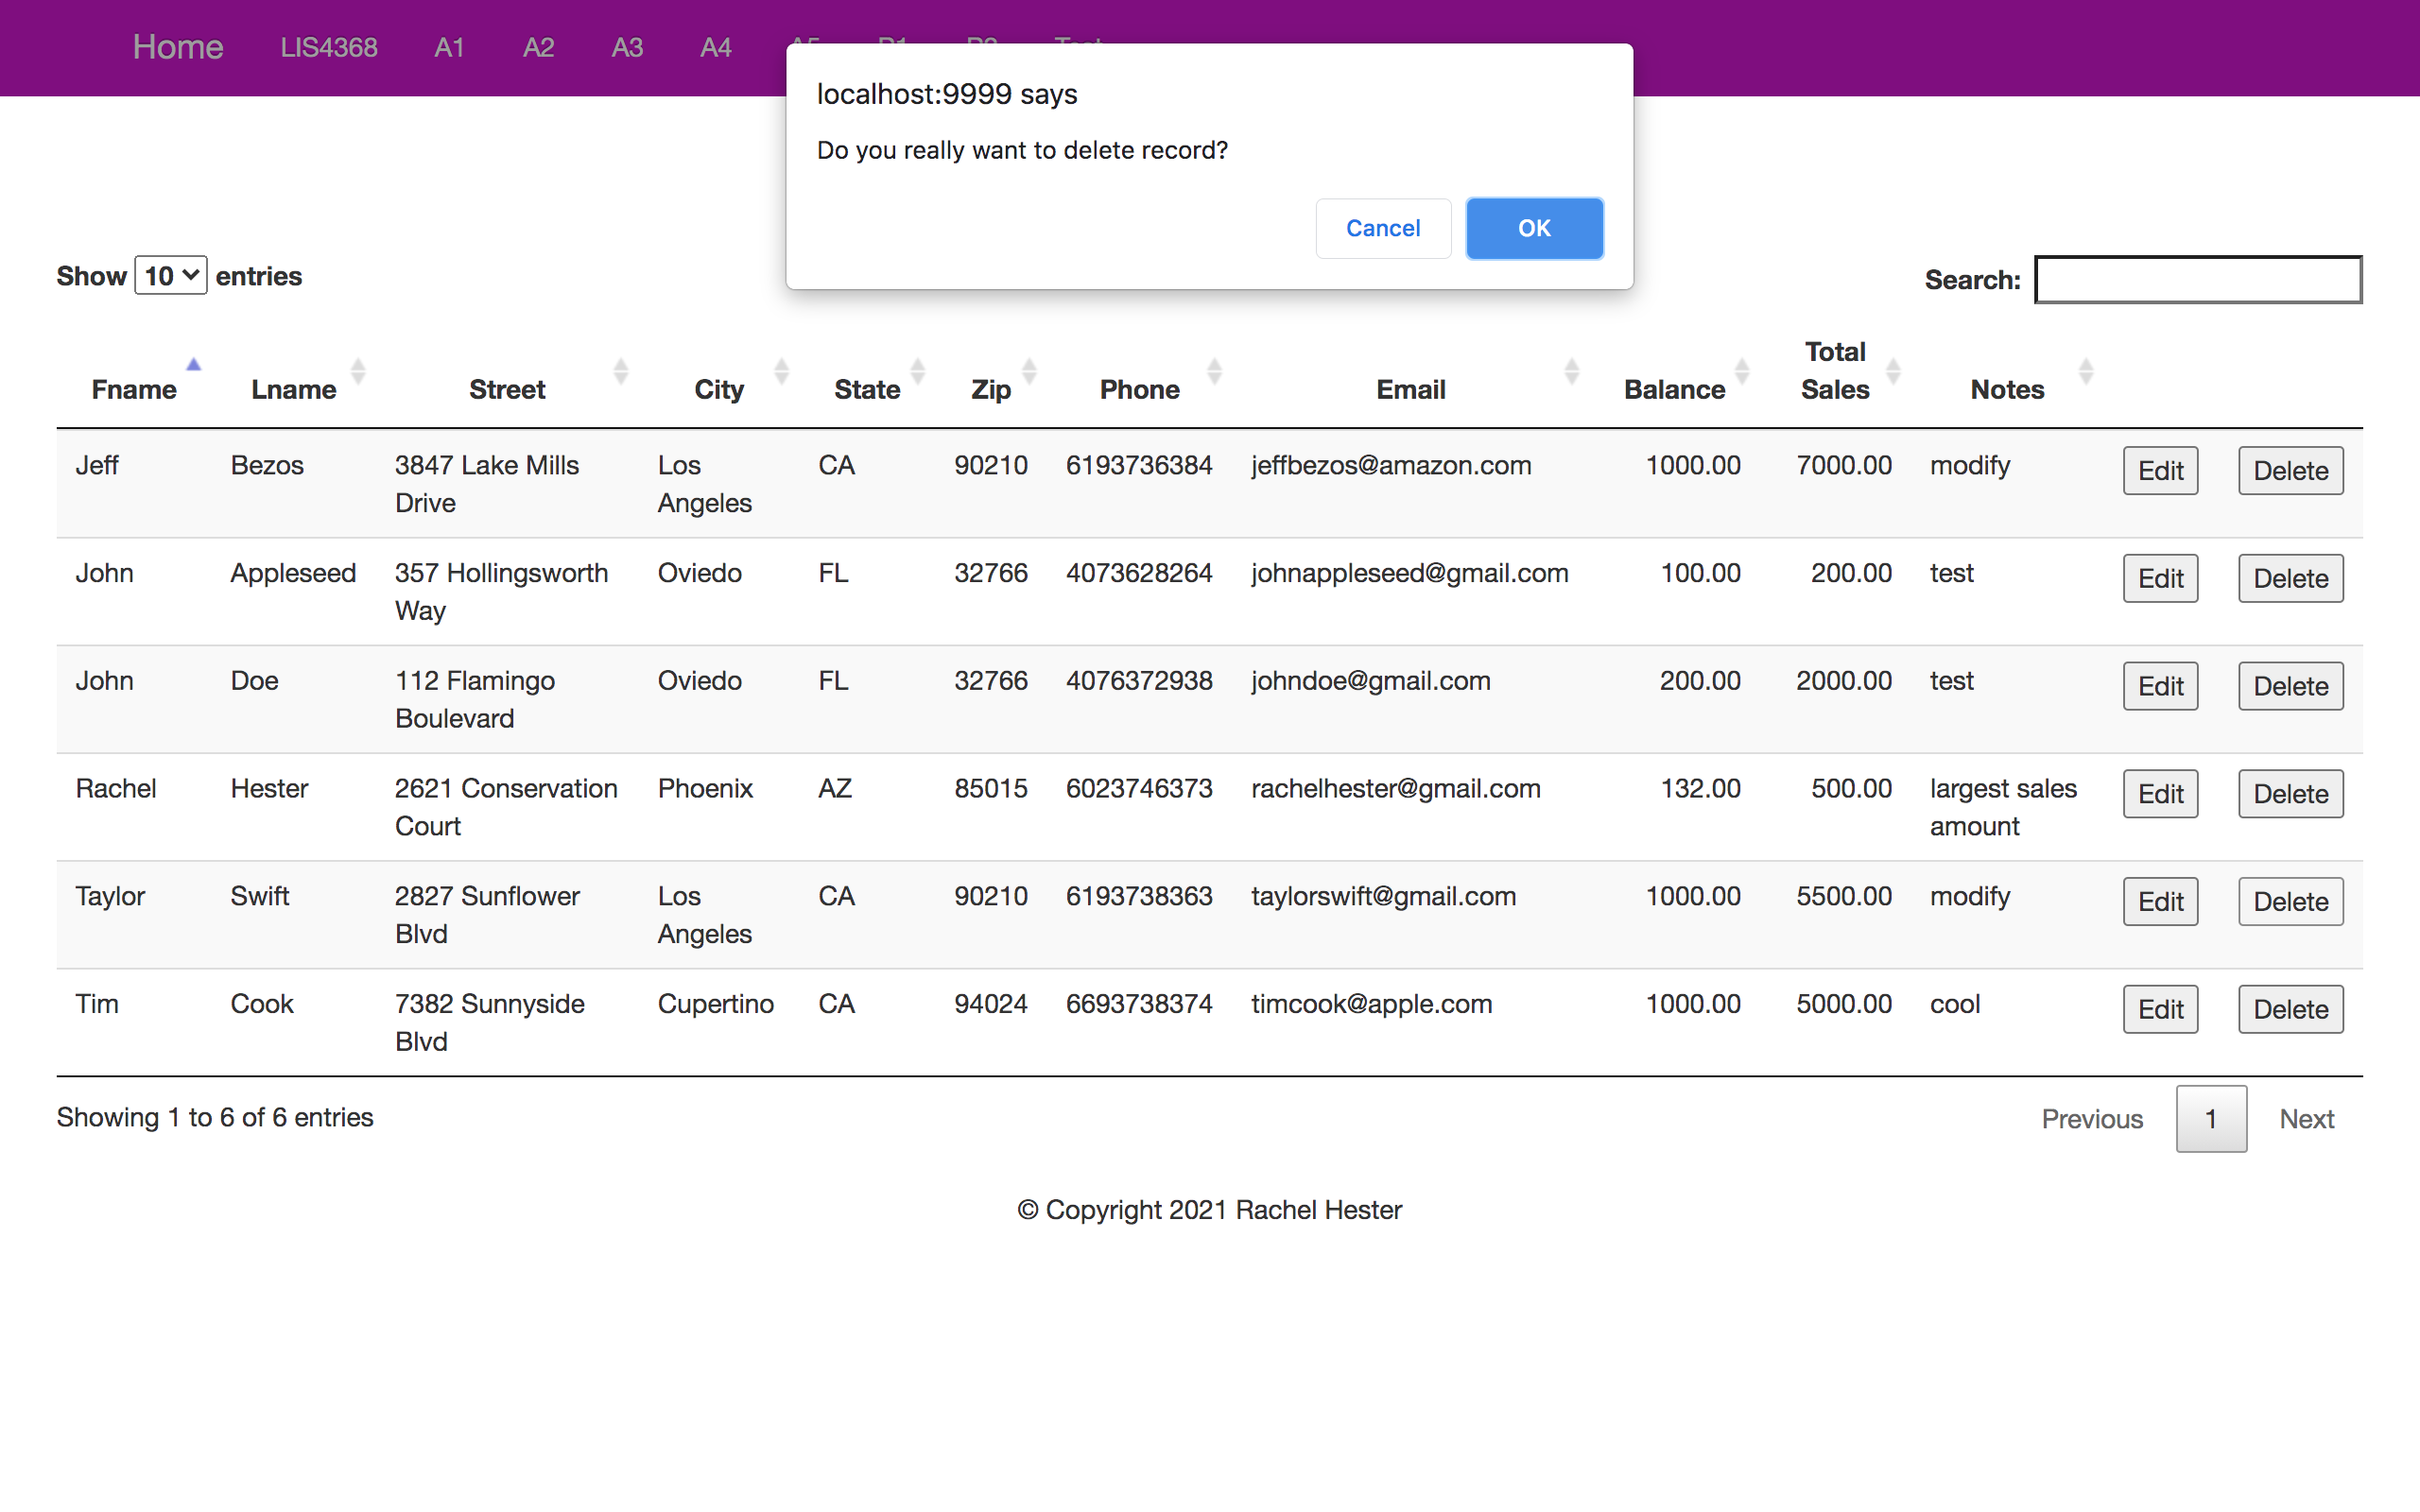 Home LIS4368 A1 A2 A3 A4
localhost:9999 says
Do you really want to delete record?
Cancel OK
Show 10 entries Search:
Fname Lname Street City State Zip Phone Email Balance Total Sales Notes
Jeff Bezos 3847 Lake Mills Los CA 90210 6193736384 jeffbezos@amazon.com 1000.00 7000.00 modify Edit Delete
Drive Angeles
John Appleseed 357 Hollingsworth Oviedo FL 32766 4073628264 johnappleseed@gmail.com 100.00 200.00 test Edit Delete
Way
John Doe 112 Flamingo Oviedo FL 32766 4076372938 johndoe@gmail.com 200.00 2000.00 test Edit Delete
Boulevard
Rachel Hester 2621 Conservation Phoenix AZ 85015 6023746373 rachelhester@gmail.com 132.00 500.00 largest sales Edit Delete
Court amount
Taylor Swift 2827 Sunflower Los CA 90210 6193738363 taylorswift@gmail.com 1000.00 5500.00 modify Edit Delete
Blvd Angeles
Tim Cook 7382 Sunnyside Cupertino CA 94024 6693738374 timcook@apple.com 1000.00 5000.00 cool Edit Delete
Blvd
Showing 1 to 6 of 6 entries Previous 1 Next
© Copyright 2021 Rachel Hester